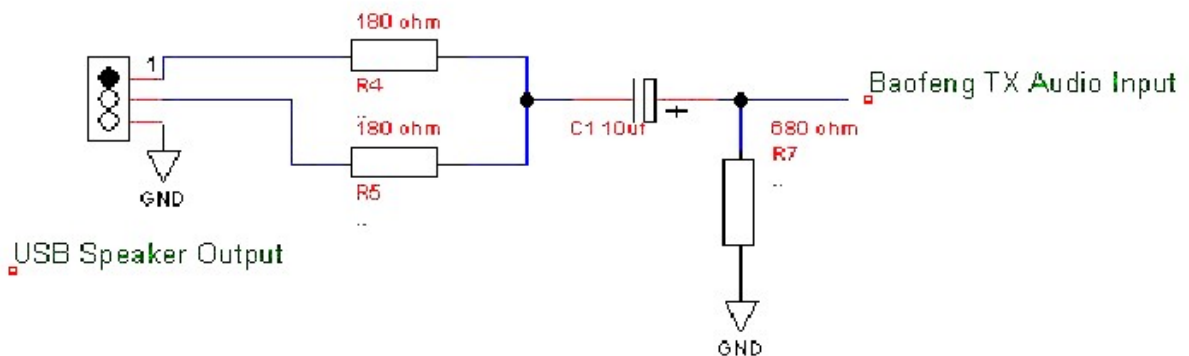 180 ohm
1
R4
..
180 ohm
R5
..
GND
USB Speaker Output
C1 10uf
+
Baofeng TX Audio Input
680 ohm
R7
..
GND